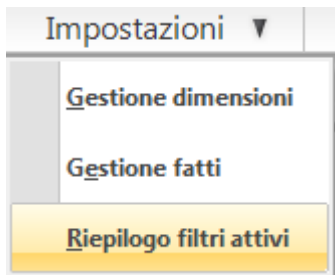 Impostazioni ▼
Gestione dimensioni
Gestione fatti
Riepilogo filtri attivi